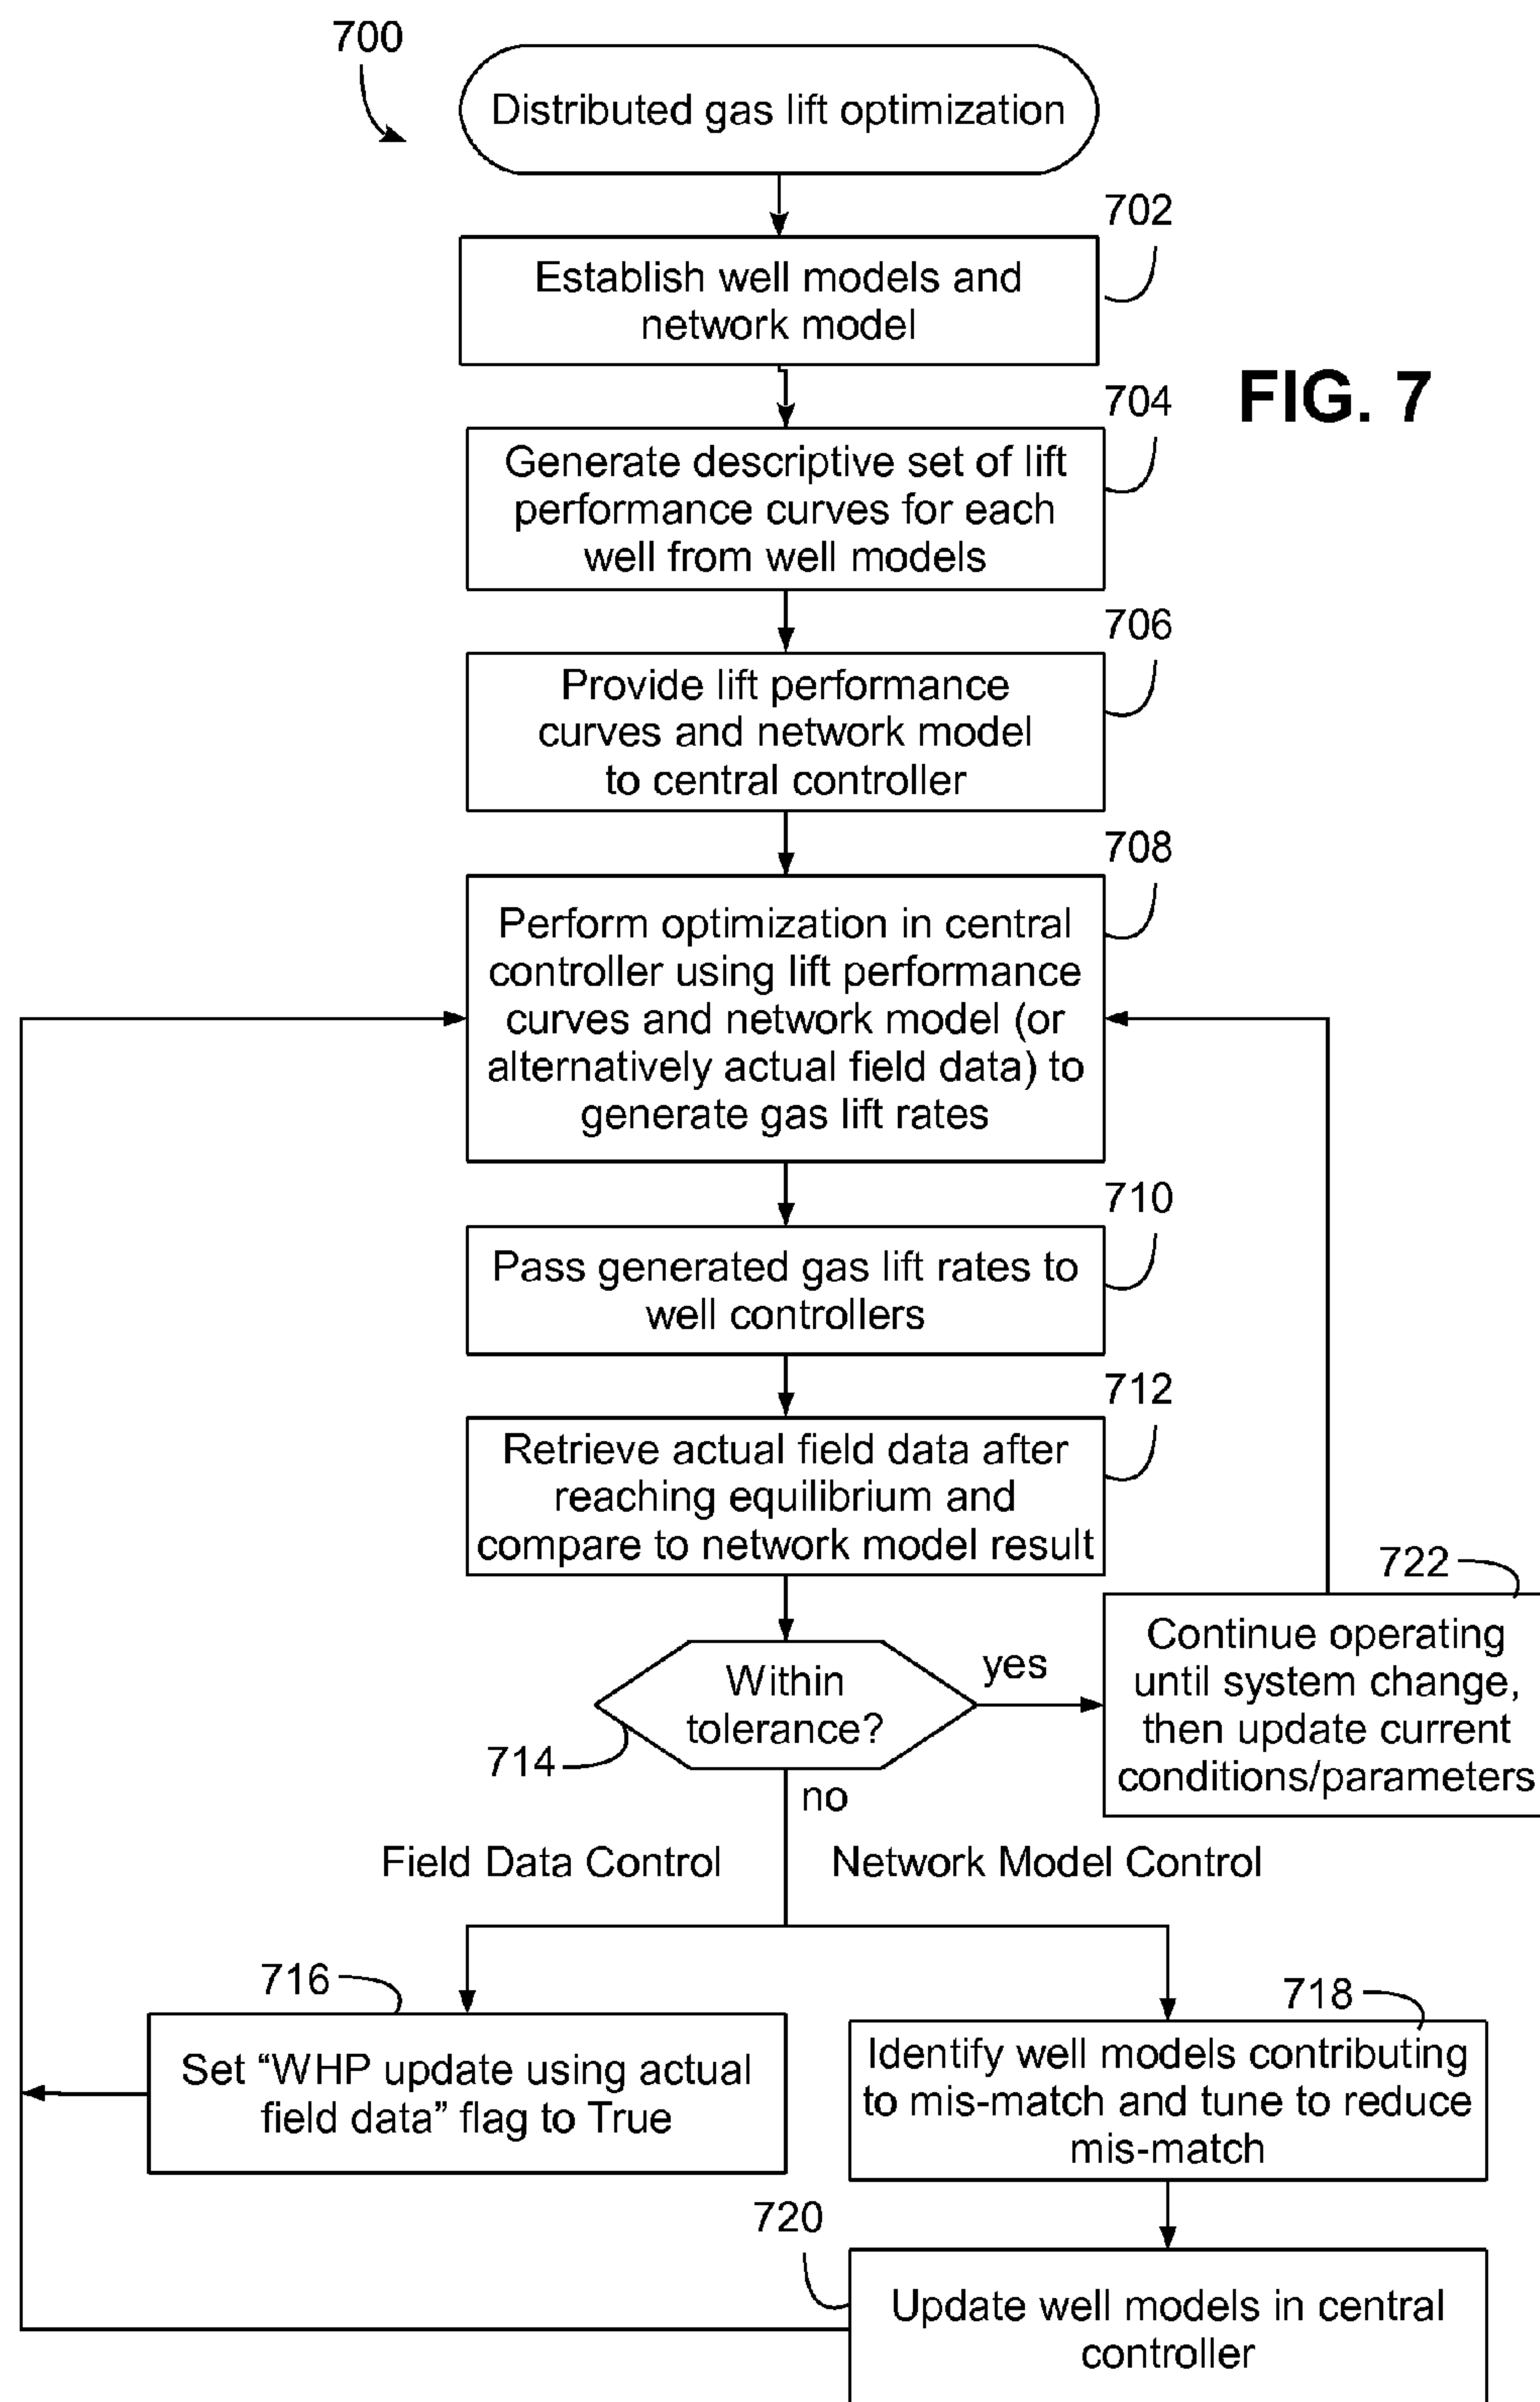 700
Distributed gas lift optimization
702
Establish well models and
network model
FIG. 7
704
Generate descriptive set of lift
performance curves for each
well from well models
706
Provide lift performance
curves and network model
to central controller
708
Perform optimization in central
controller using lift performance
curves and network model (or
alternatively actual field data) to
generate gas lift rates
710
Pass generated gas lift rates to
well controllers
712
Retrieve actual field data after
reaching equilibrium and
compare to network model result
722
Continue operating
until system change,
then update current
conditions/parameters
Within
tolerance?
yes
714
no
Field Data Control
Network Model Control
716
Set “WHP update using actual
field data” flag to True
718
Identify well models contributing
to mis-match and tune to reduce
mis-match
720
Update well models in central
controller